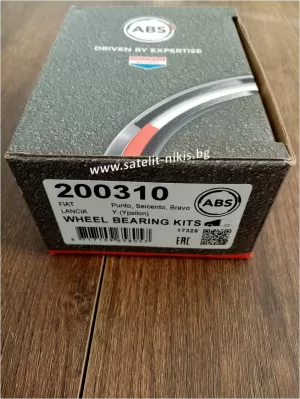 ABS
DRIVEN BY EXPERTISE
www.satelit-nikis.bg
200310
FIAT Punto, Seicento, Bravo
LANCIA Y (Ypsilon)
WHEEL BEARING KITS
ABS
17325
EAC